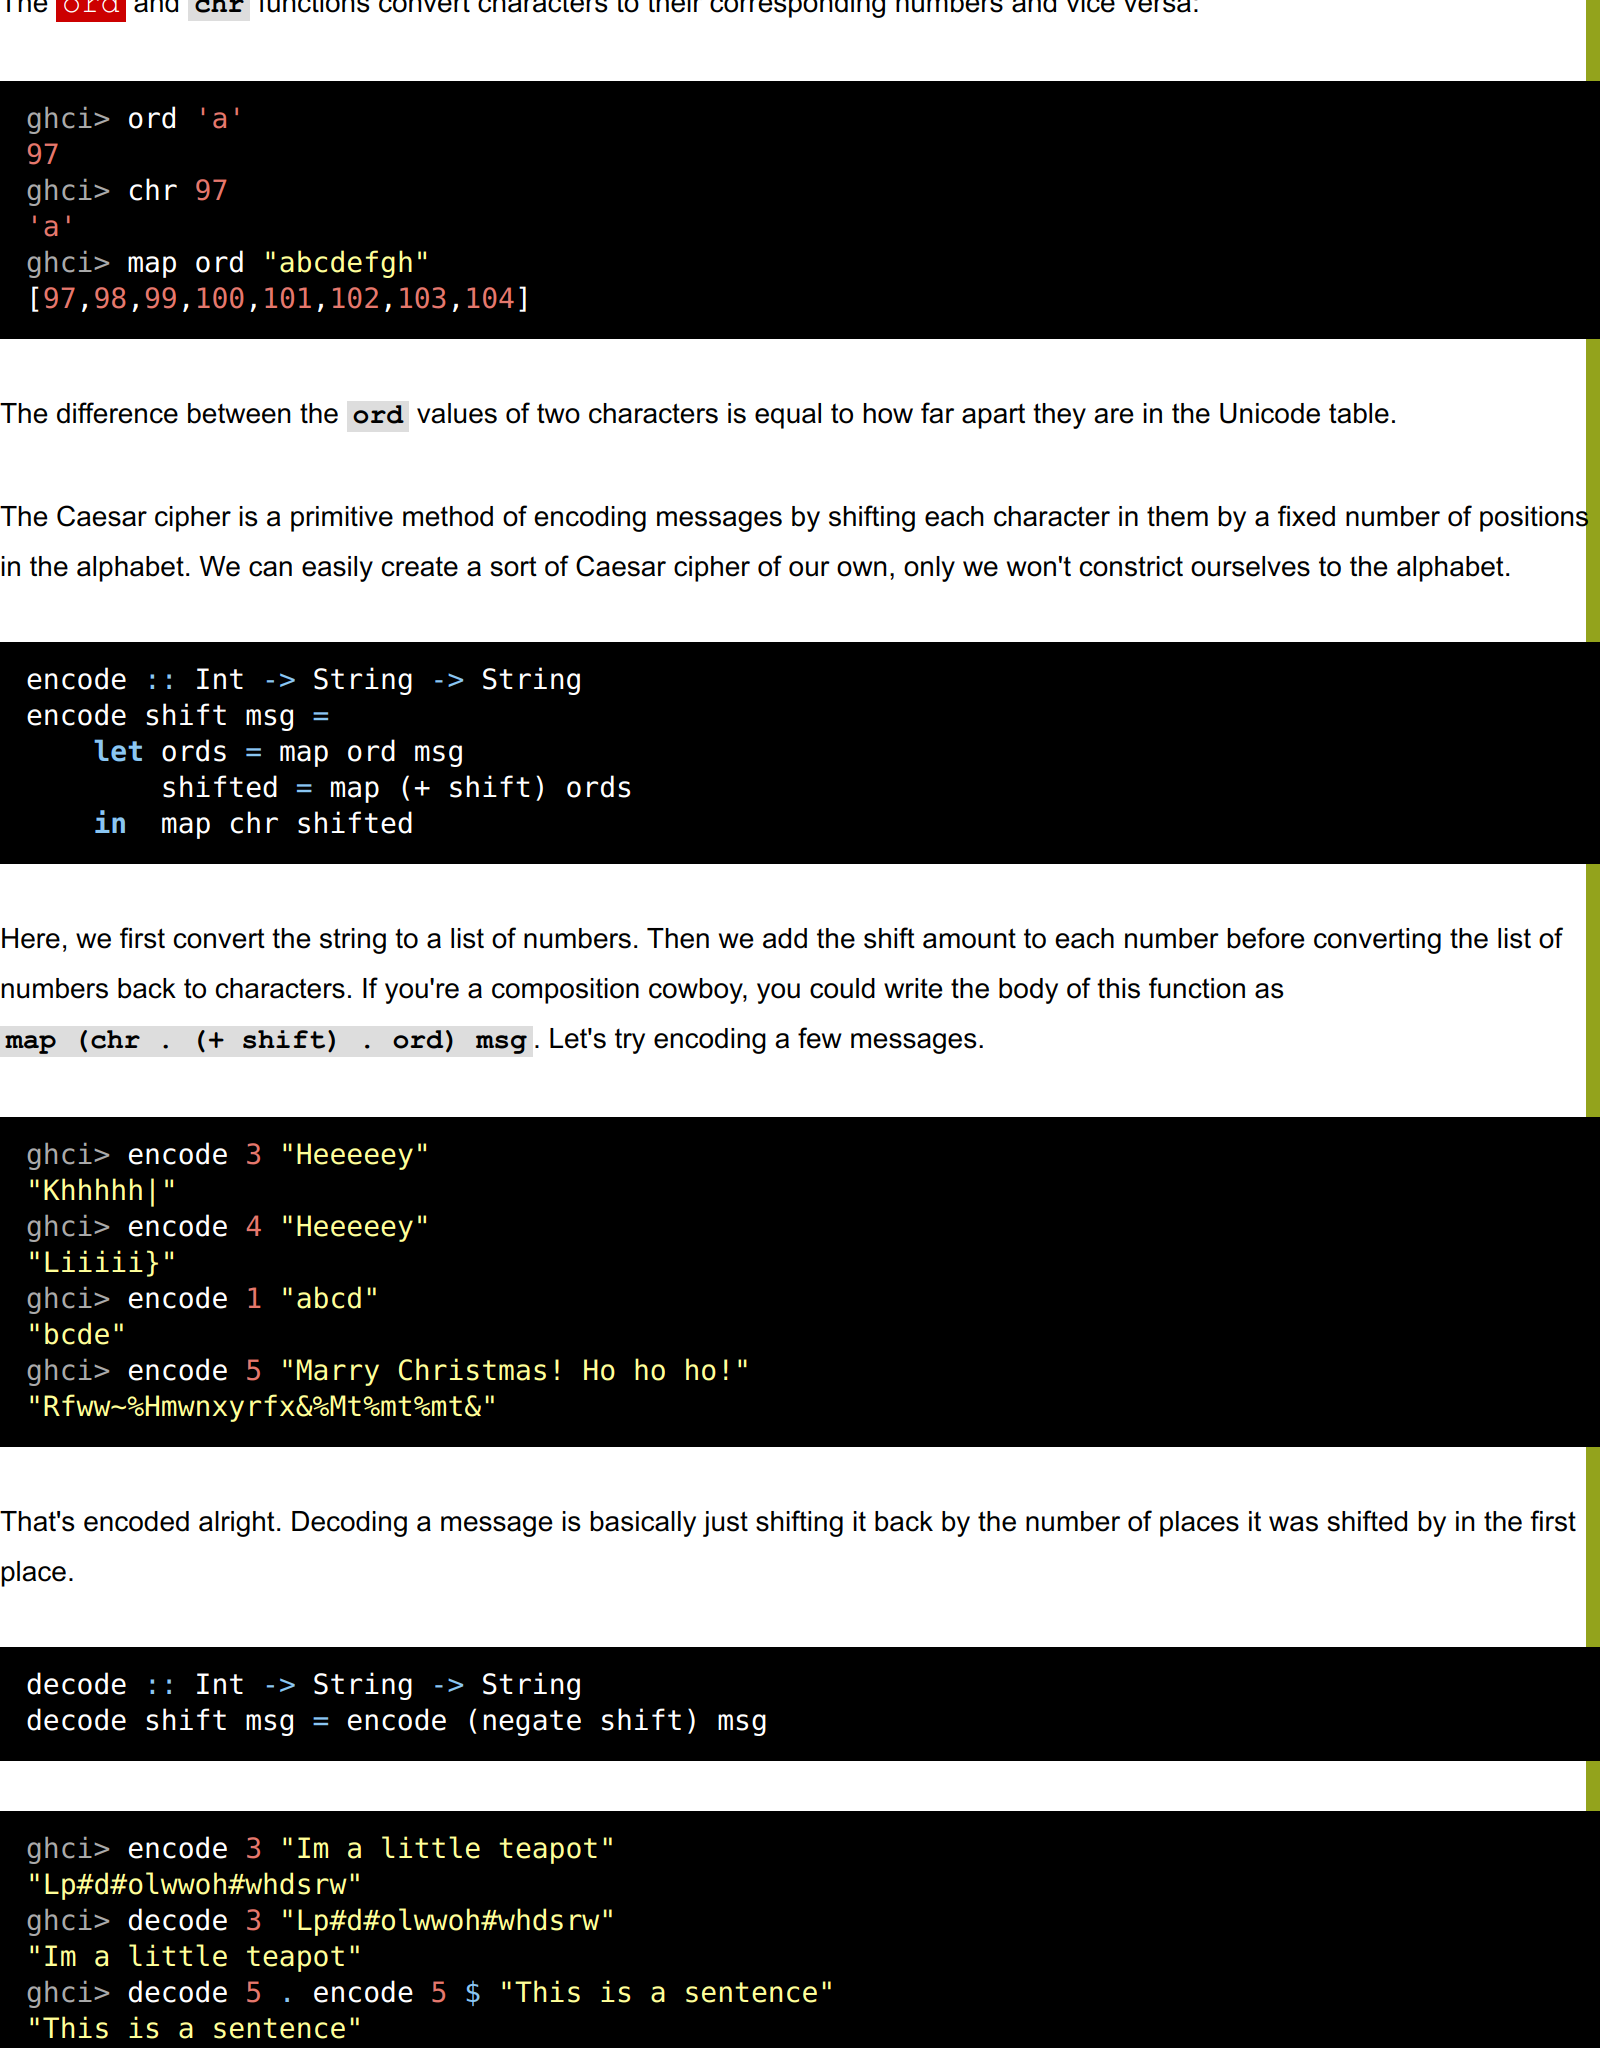 The ord and chr functions convert characters to their corresponding numbers and vice versa:
ghci> ord 'a'
97
ghci> chr 97
'a'
ghci> map ord "abcdefgh"
[97,98,99,100,101,102,103,104]
The difference between the ord values of two characters is equal to how far apart they are in the Unicode table.
The Caesar cipher is a primitive method of encoding messages by shifting each character in them by a fixed number of positions
in the alphabet. We can easily create a sort of Caesar cipher of our own, only we won't constrict ourselves to the alphabet.
encode :: Int -> String -> String
encode shift msg =
    let ords = map ord msg
        shifted = map (+ shift) ords
    in  map chr shifted
Here, we first convert the string to a list of numbers. Then we add the shift amount to each number before converting the list of
numbers back to characters. If you're a composition cowboy, you could write the body of this function as
map (chr . (+ shift) . ord) msg. Let's try encoding a few messages.
ghci> encode 3 "Heeeeey"
"Khhhhh|"
ghci> encode 4 "Heeeeey"
"Liiiii}"
ghci> encode 1 "abcd"
"bcde"
ghci> encode 5 "Marry Christmas! Ho ho ho!"
"Rfww~%Hmwnxyrfx&%Mt%mt%mt&"
That's encoded alright. Decoding a message is basically just shifting it back by the number of places it was shifted by in the first
place.
decode :: Int -> String -> String
decode shift msg = encode (negate shift) msg
ghci> encode 3 "Im a little teapot"
"Lp#d#olwwoh#whdsrw"
ghci> decode 3 "Lp#d#olwwoh#whdsrw"
"Im a little teapot"
ghci> decode 5 . encode 5 $ "This is a sentence"
"This is a sentence"